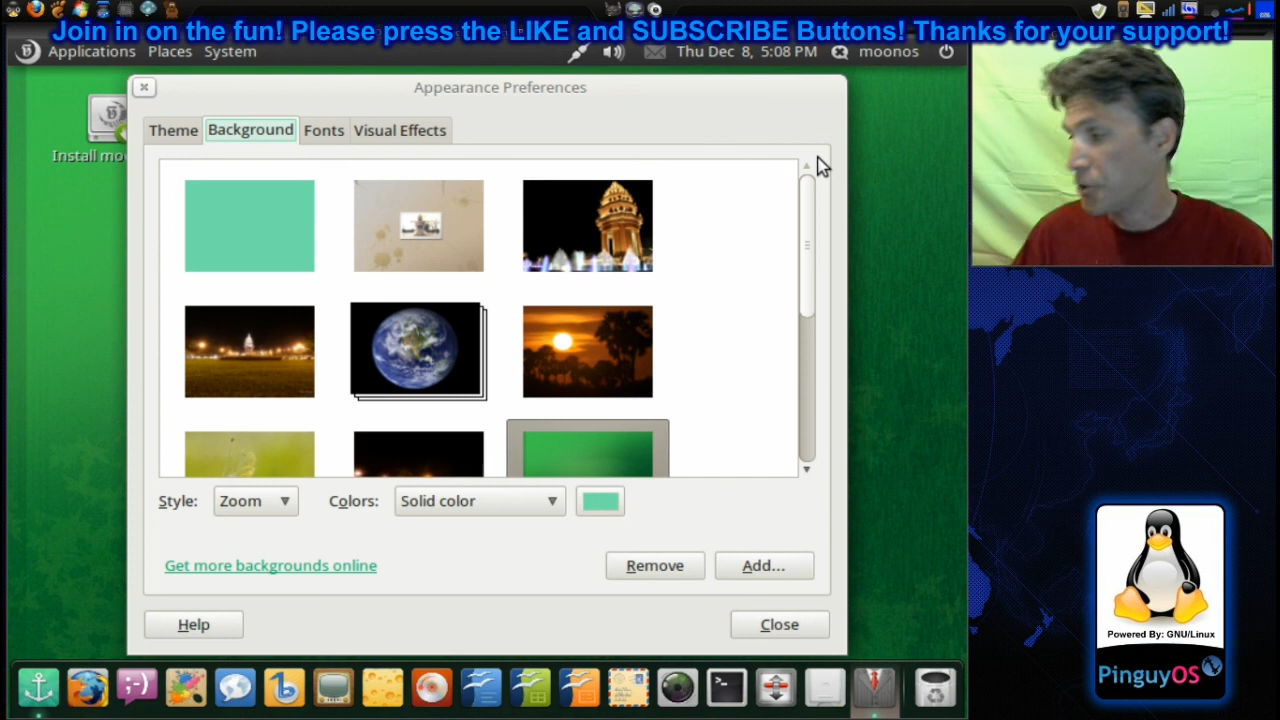 Join in on the fun! Please press the LIKE and SUBSCRIBE Buttons! Thanks for your support!
Applications Places System
Thu Dec 8, 5:08 PM
moonos
Install mo
Appearance Preferences
Theme Background Fonts Visual Effects
Style: Zoom Colors: Solid color
Get more backgrounds online
Remove Add...
Help Close
Powered By: GNU/Linux
PinguyOS